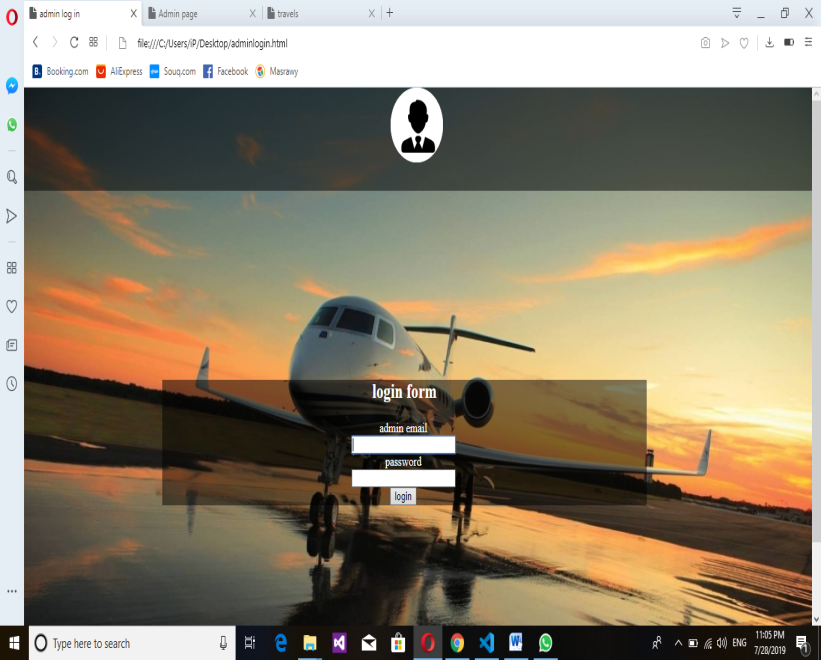 admin log in
Admin page
travels
file:///C:/Users/iP/Desktop/adminlogin.html
B. Booking.com
AliExpress
Souq.com
Facebook
Masrawy
login form
admin email
password
login
Type here to search
ENG
11:05 PM
7/28/2019
1